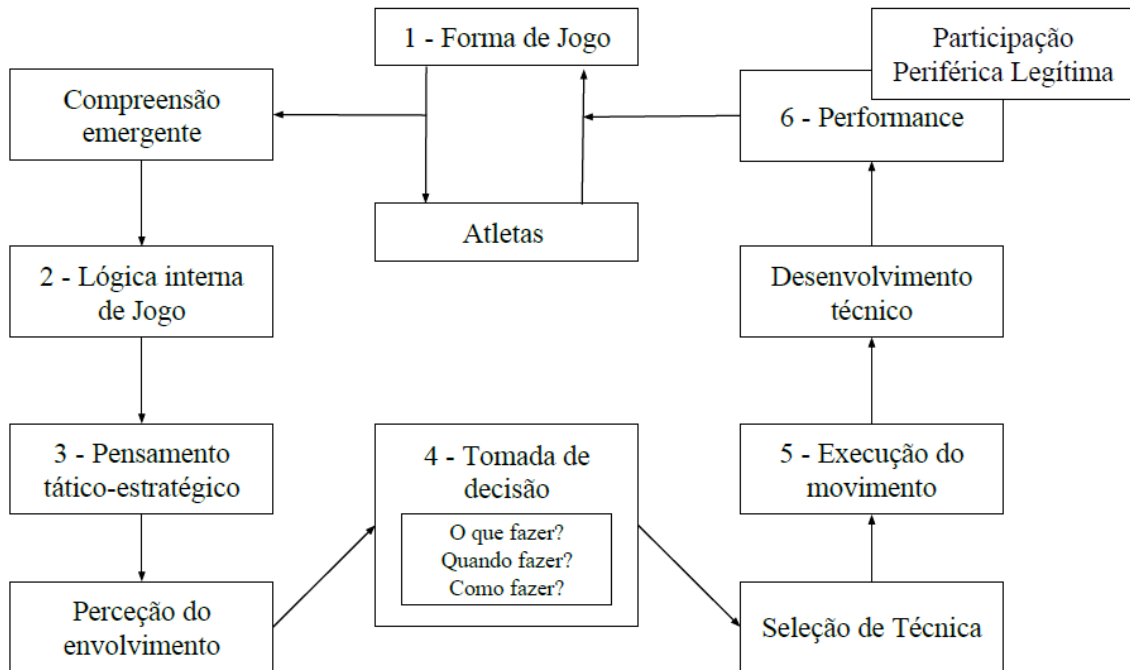 1 - Forma de Jogo
Participação
Periférica Legítima
Compreensão
emergente
6 - Performance
Atletas
2 - Lógica interna
de Jogo
Desenvolvimento
técnico
3 - Pensamento
tático-estratégico
4 - Tomada de
decisão
O que fazer?
Quando fazer?
Como fazer?
5 - Execução do
movimento
Perceção do
envolvimento
Seleção de Técnica